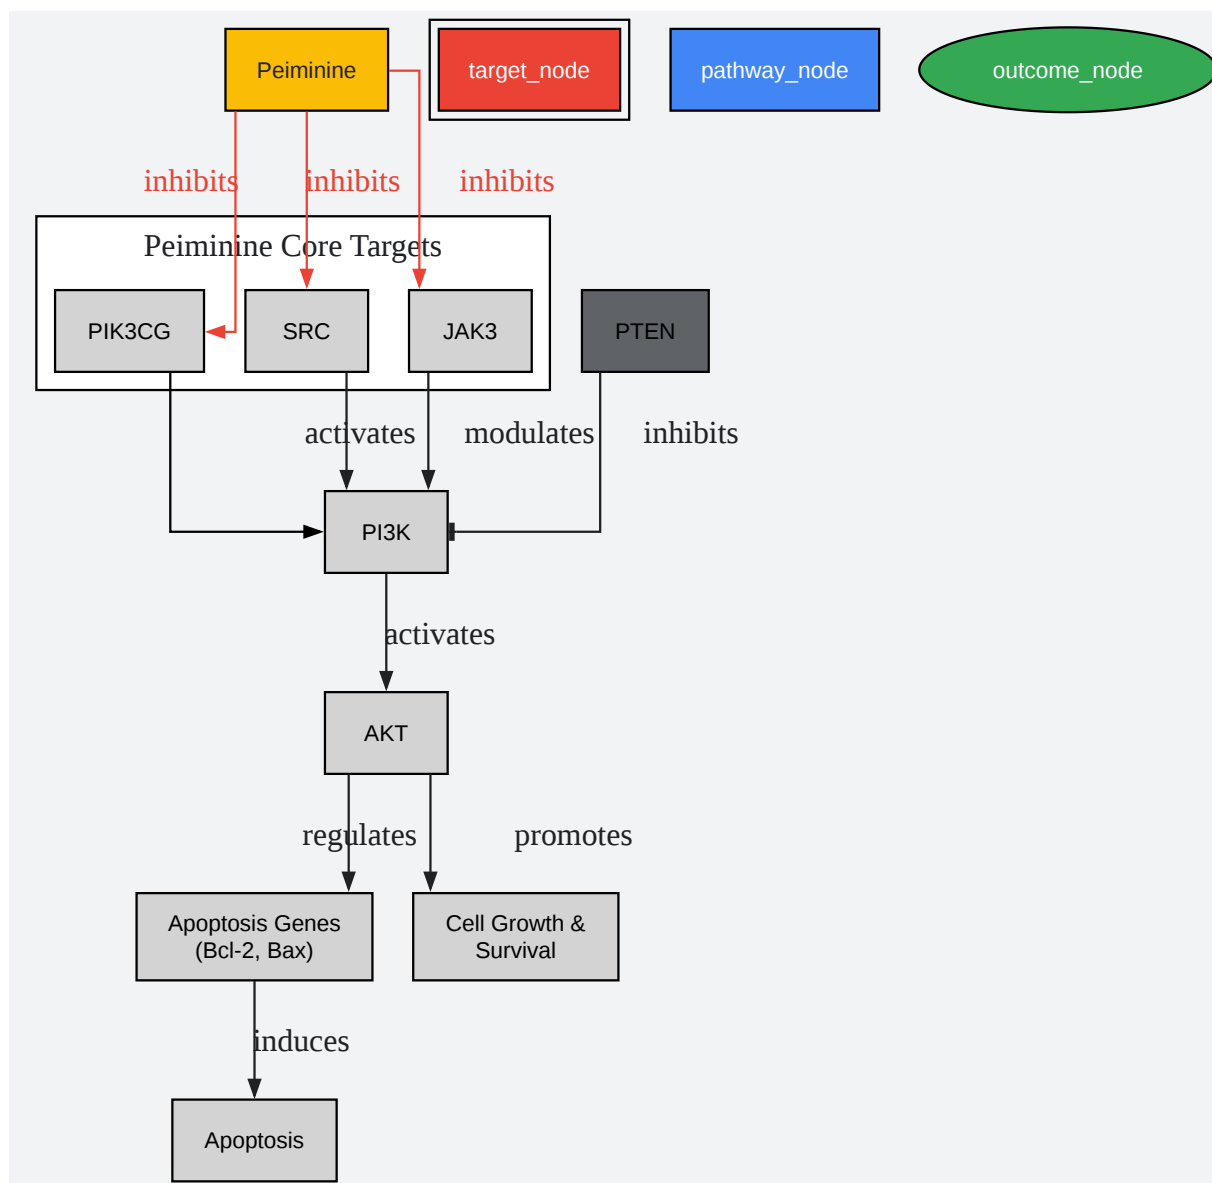 Peiminine
target_node
pathway_node
outcome_node
inhibits
inhibits
inhibits
Peiminine Core Targets
PIK3CG
SRC
JAK3
PTEN
activates
modulates
inhibits
PI3K
activates
AKT
regulates
promotes
Apoptosis Genes
(Bcl-2, Bax)
Cell Growth &
Survival
induces
Apoptosis